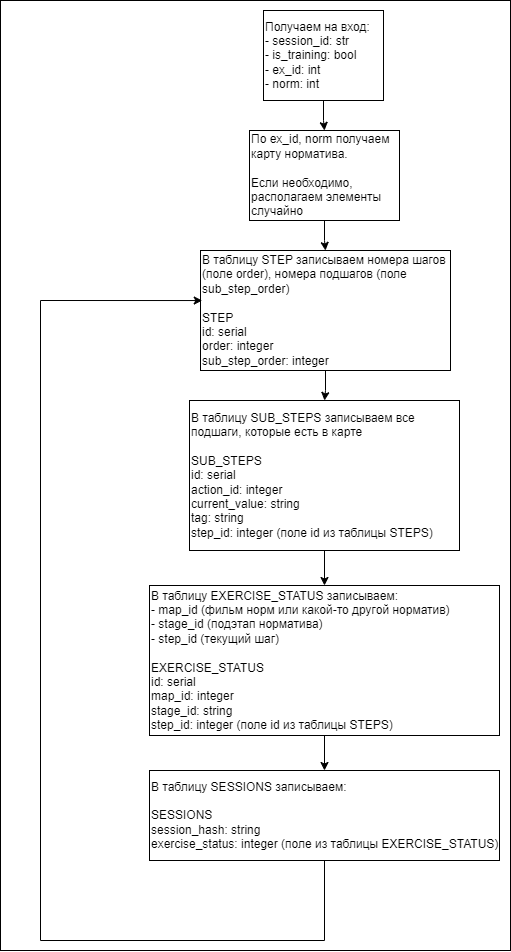 Получаем на вход:
- session_id: str
- is_training: bool
- ex_id: int
- norm: int
По ex_id, norm получаем
карту норматива.
Если необходимо,
располагаем элементы
случайно
В таблицу STEP записываем номера шагов
(поле order), номера подшагов (поле
sub_step_order)
STEP
id: serial
order: integer
sub_step_order: integer
В таблицу SUB_STEPS записываем все
подшаги, которые есть в карте
SUB_STEPS
id: serial
action_id: integer
current_value: string
tag: string
step_id: integer (поле id из таблицы STEPS)
В таблицу EXERCISE_STATUS записываем:
- map_id (фильм норм или какой-то другой норматив)
- stage_id (подэтап норматива)
- step_id (текущий шаг)
EXERCISE_STATUS
id: serial
map_id: integer
stage_id: string
step_id: integer (поле id из таблицы STEPS)
В таблицу SESSIONS записываем:
SESSIONS
session_hash: string
exercise_status: integer (поле из таблицы EXERCISE_STATUS)